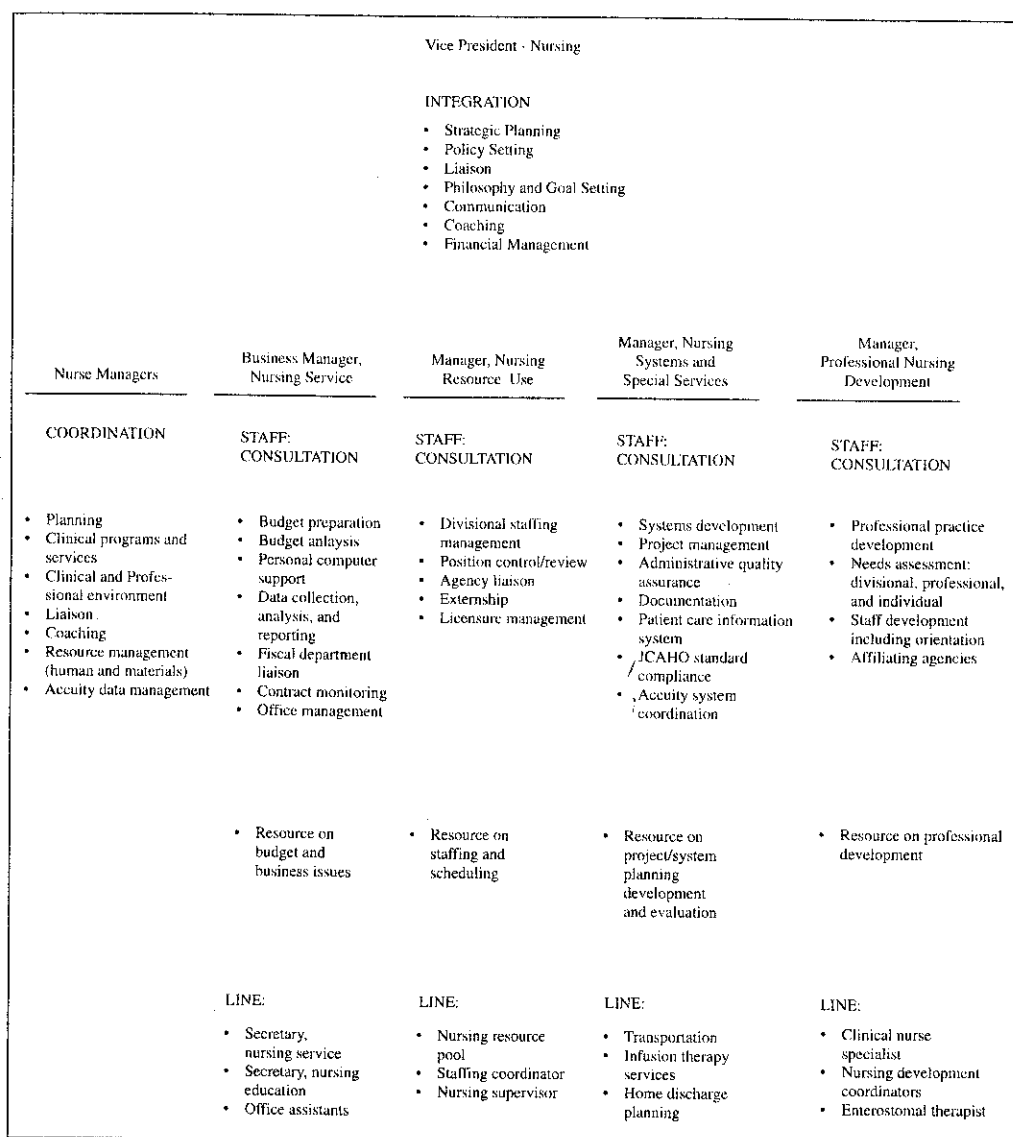 Vice President - Nursing
INTEGRATION
• Strategic Planning
• Policy Setting
• Liaison
• Philosophy and Goal Setting
• Communication
• Coaching
• Financial Management
Nurse Managers
COORDINATION
• Planning
• Clinical programs and
services
• Clinical and Profes-
sional environment
• Liaison
• Coaching
• Resource management
(human and materials)
• Accuity data management
Business Manager,
Nursing Service
STAFF:
CONSULTATION
• Budget preparation
• Budget anlaysis
• Personal computer
support
• Data collection,
analysis, and
reporting
• Fiscal department
liaison
• Contract monitoring
• Office management
• Resource on
budget and
business issues
LINE:
• Secretary,
nursing service
• Secretary, nursing
education
• Office assistants
Manager, Nursing
Resource Use
STAFF:
CONSULTATION
• Divisional staffing
management
• Position control/review
• Agency liaison
• Externship
• Licensure management
• Resource on
staffing and
scheduling
LINE:
• Nursing resource
pool
• Staffing coordinator
• Nursing supervisor
Manager, Nursing
Systems and
Special Services
STAFF:
CONSULTATION
• Systems development
• Project management
• Administrative quality
assurance
• Documentation
• Patient care information
system
• JCAHO standard
compliance
• Accuity system
coordination
• Resource on
project/system
planning
development
and evaluation
LINE:
• Transportation
• Infusion therapy
services
• Home discharge
planning
Manager,
Professional Nursing
Development
STAFF:
CONSULTATION
• Professional practice
development
• Needs assessment:
divisional, professional,
and individual
• Staff development
including orientation
• Affiliating agencies
• Resource on professional
development
LINE:
• Clinical nurse
specialist
• Nursing development
coordinators
• Enterostomal therapist